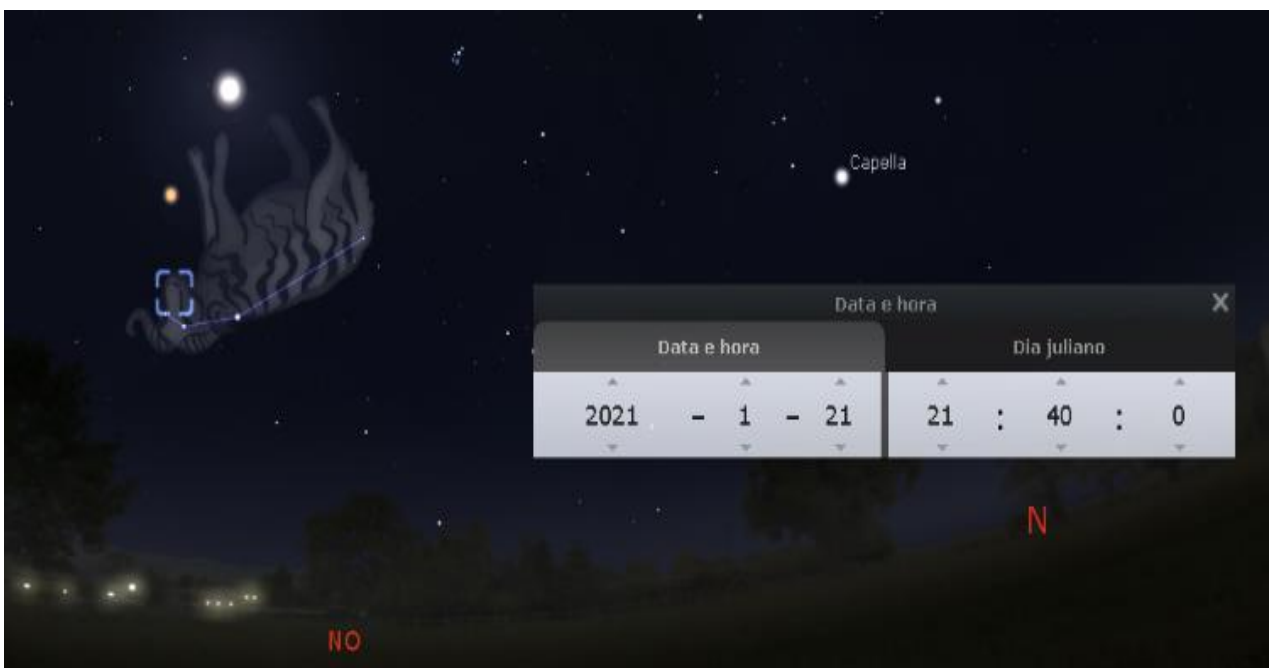 Capella
Data e hora X
Data e hora Dia juliano
2021 - 1 - 21 21 : 40 : 0
N
NO